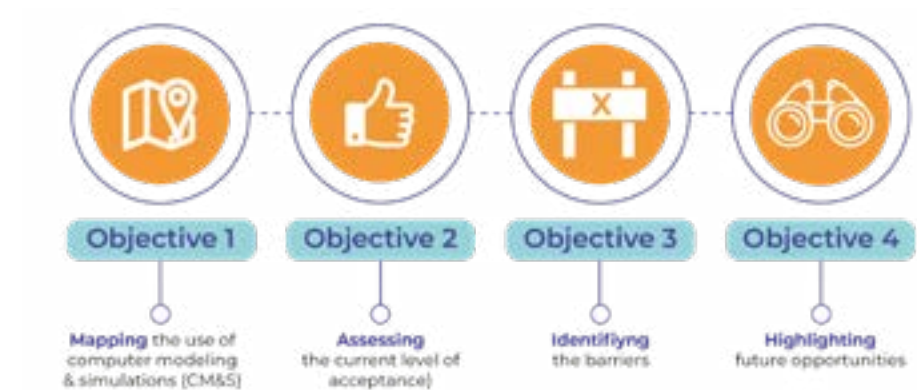 X
Objective 1
Mapping the use of
computer modeling
& simulations (CM&S)
Objective 2
Assessing
the current level of
acceptance)
Objective 3
Identifiyng
the barriers
Objective 4
Highlighting
future opportunities